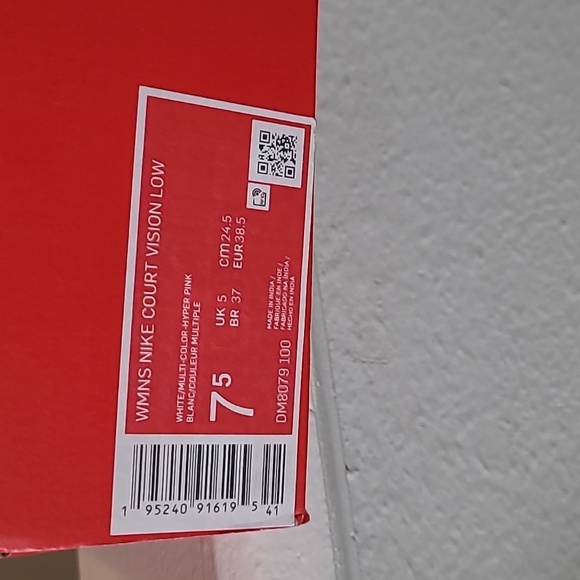 WMNS NIKE COURT VISION LOW
WHITE/MULTI-COLOR-HYPER PINK
BLANC/COULEUR MULTIPLE
7 5
UK 5 cm 24.5
BR 37 EUR 38.5
MADE IN INDIA /
FABRIQUÉ EN INDE /
FABRICADO NA ÍNDIA /
HECHO EN INDIA
DM8079 100
1 95240 91619 5 41